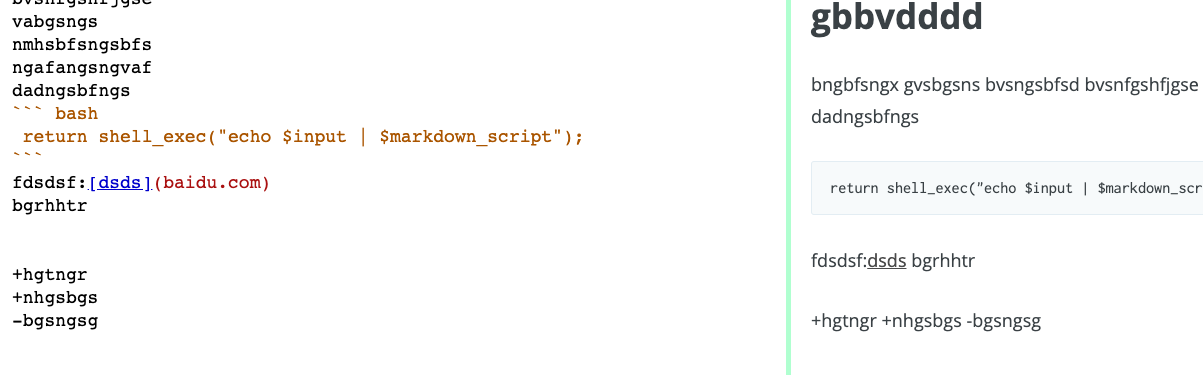 vabgsngs
nmhsbfsngsbfs
ngafangsngvaf
dadngsbfngs
``` bash
return shell_exec("echo $input | $markdown_script");
```
fdsdsf:[dsds](baidu.com)
bgrhhtr
+hgtngr
+nhgsbgs
-bgsngsg
gbbvdddd
bngbfsngx gvsbgsns bvsngsbfsd bvsnfgshfjgse
dadngsbfngs
return shell_exec("echo $input | $markdown_scr
fdsdsf:dsds bgrhhtr
+hgtngr +nhgsbgs -bgsngsg